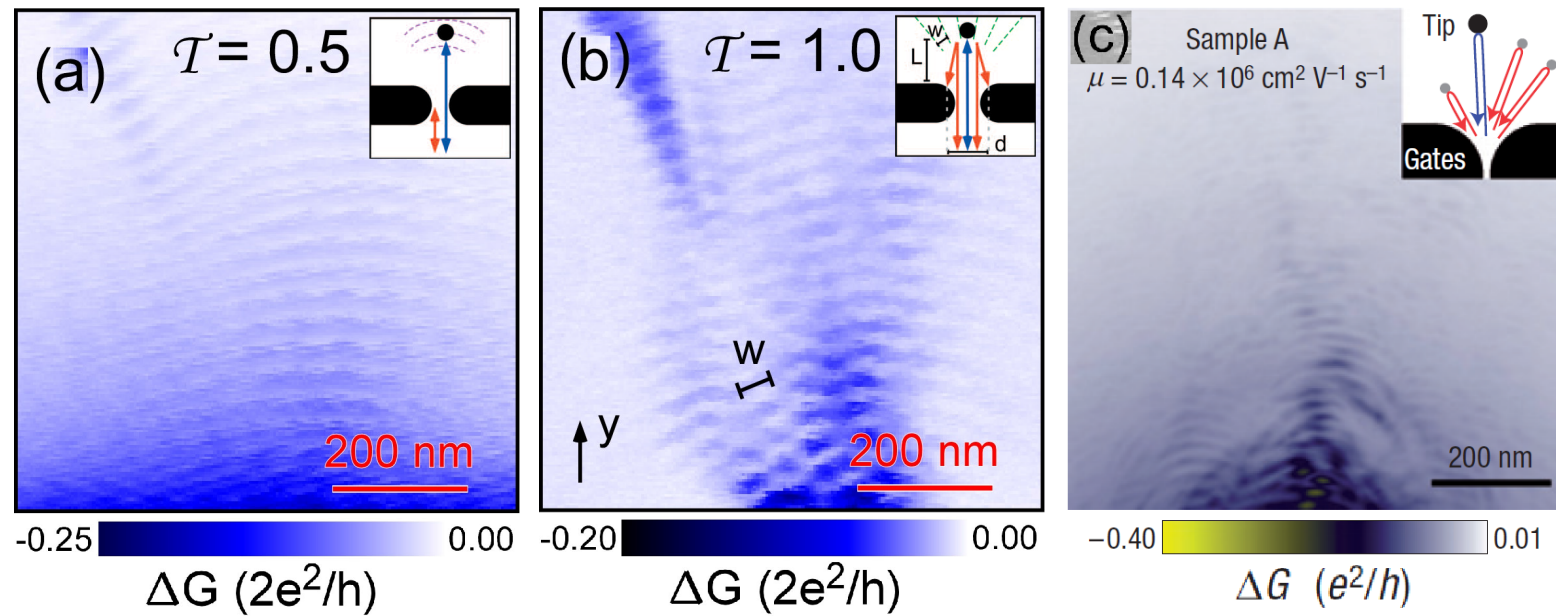 (a)
𝒯 = 0.5
200 nm
-0.25
0.00
ΔG (2e²/h)
(b)
𝒯 = 1.0
w
L
d
w
y
200 nm
-0.20
0.00
ΔG (2e²/h)
(c)
Sample A
μ = 0.14 × 10⁶ cm² V⁻¹ s⁻¹
Tip
Gates
200 nm
−0.40
0.01
ΔG (e²/h)